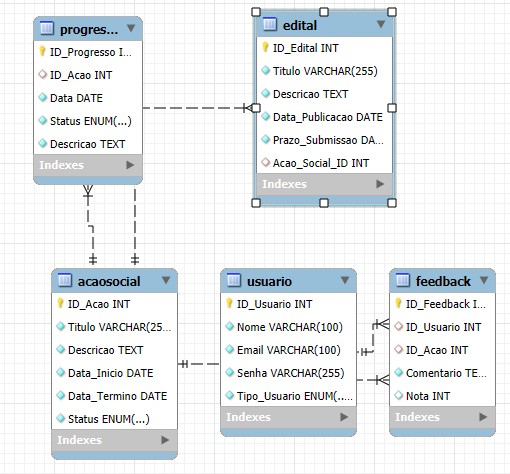 progres...
ID_Progresso I...
ID_Acao INT
Data DATE
Status ENUM(...)
Descricao TEXT
Indexes
edital
ID_Edital INT
Titulo VARCHAR(255)
Descricao TEXT
Data_Publicacao DATE
Prazo_Submissao DA...
Acao_Social_ID INT
Indexes
acaosocial
ID_Acao INT
Titulo VARCHAR(25...
Descricao TEXT
Data_Inicio DATE
Data_Termino DATE
Status ENUM(...)
Indexes
usuario
ID_Usuario INT
Nome VARCHAR(100)
Email VARCHAR(100)
Senha VARCHAR(255)
Tipo_Usuario ENUM(...
Indexes
feedback
ID_Feedback I...
ID_Usuario INT
ID_Acao INT
Comentario TE...
Nota INT
Indexes